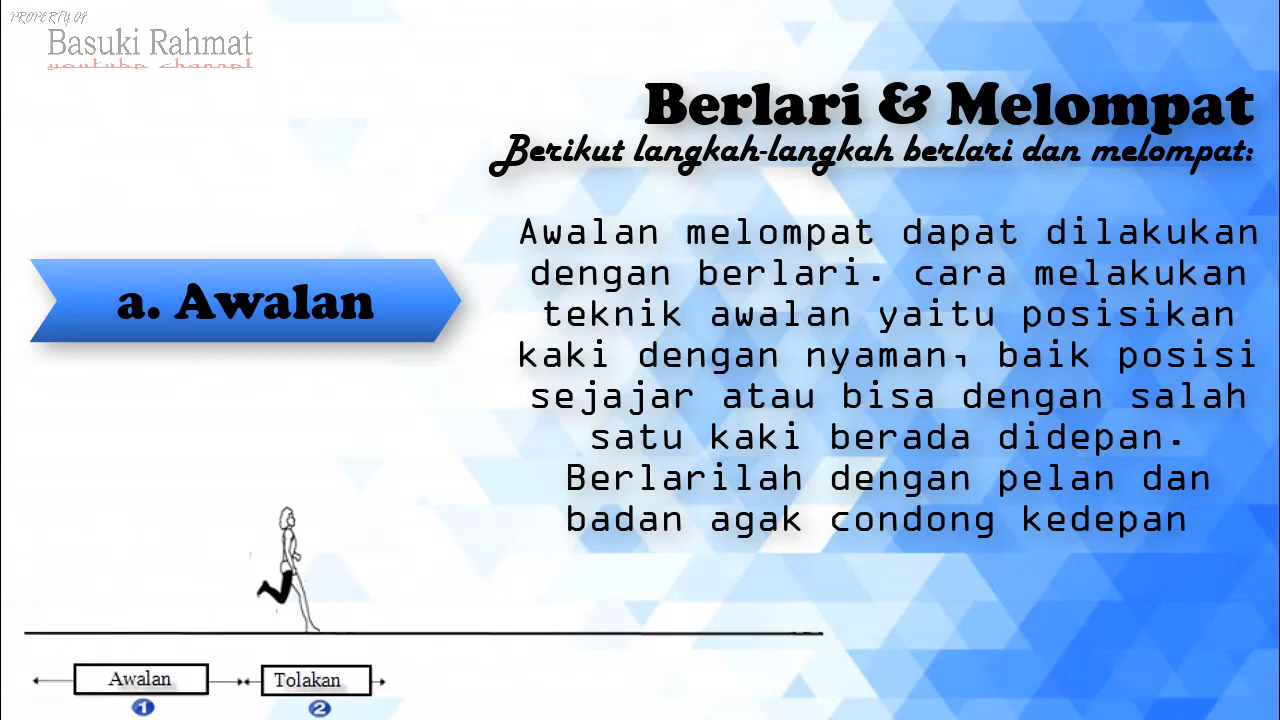 PROPERTY OF
Basuki Rahmat
youtube channel
Berlari & Melompat
Berikut langkah-langkah berlari dan melompat:
a. Awalan
Awalan melompat dapat dilakukan
dengan berlari. cara melakukan
teknik awalan yaitu posisikan
kaki dengan nyaman, baik posisi
sejajar atau bisa dengan salah
satu kaki berada didepan.
Berlarilah dengan pelan dan
badan agak condong kedepan
Awalan
Tolakan
1
2